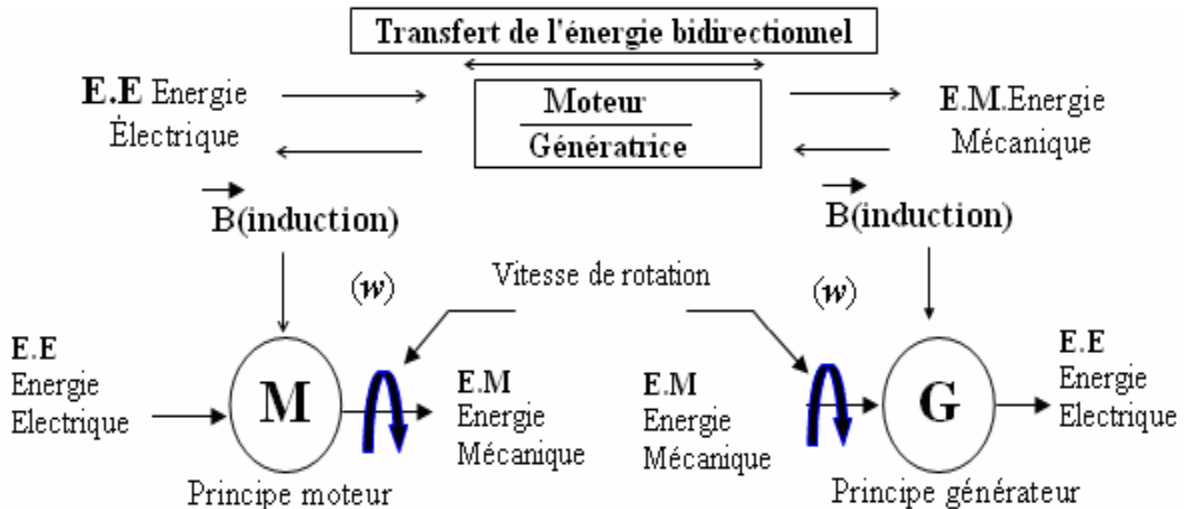 Transfert de l'énergie bidirectionnel
E.E Energie
Électrique
Moteur
Génératrice
E.M.Energie
Mécanique
B(induction)
B(induction)
(w)
Vitesse de rotation
(w)
E.E
Energie
Electrique
M
E.M
Energie
Mécanique
Principe moteur
E.M
Energie
Mécanique
G
E.E
Energie
Electrique
Principe générateur